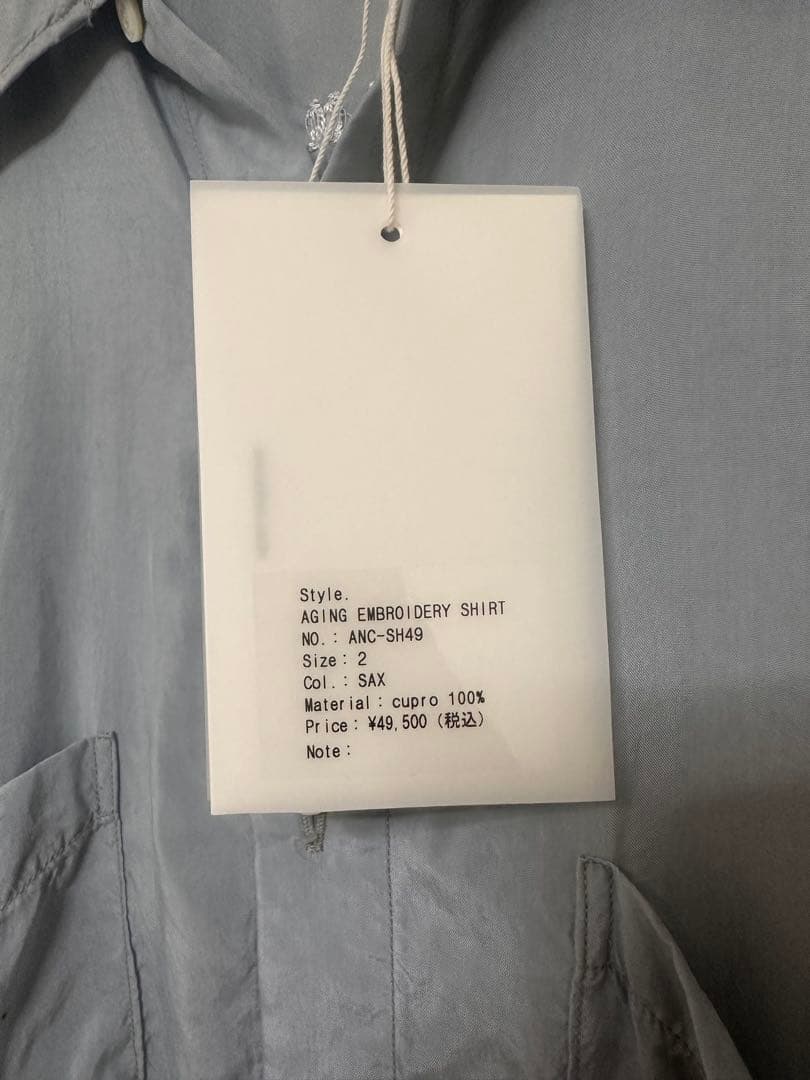 Style.
AGING EMBROIDERY SHIRT
NO.: ANC-SH49
Size: 2
Col.: SAX
Material: cupro 100%
Price: ¥49,500 (税込)
Note: